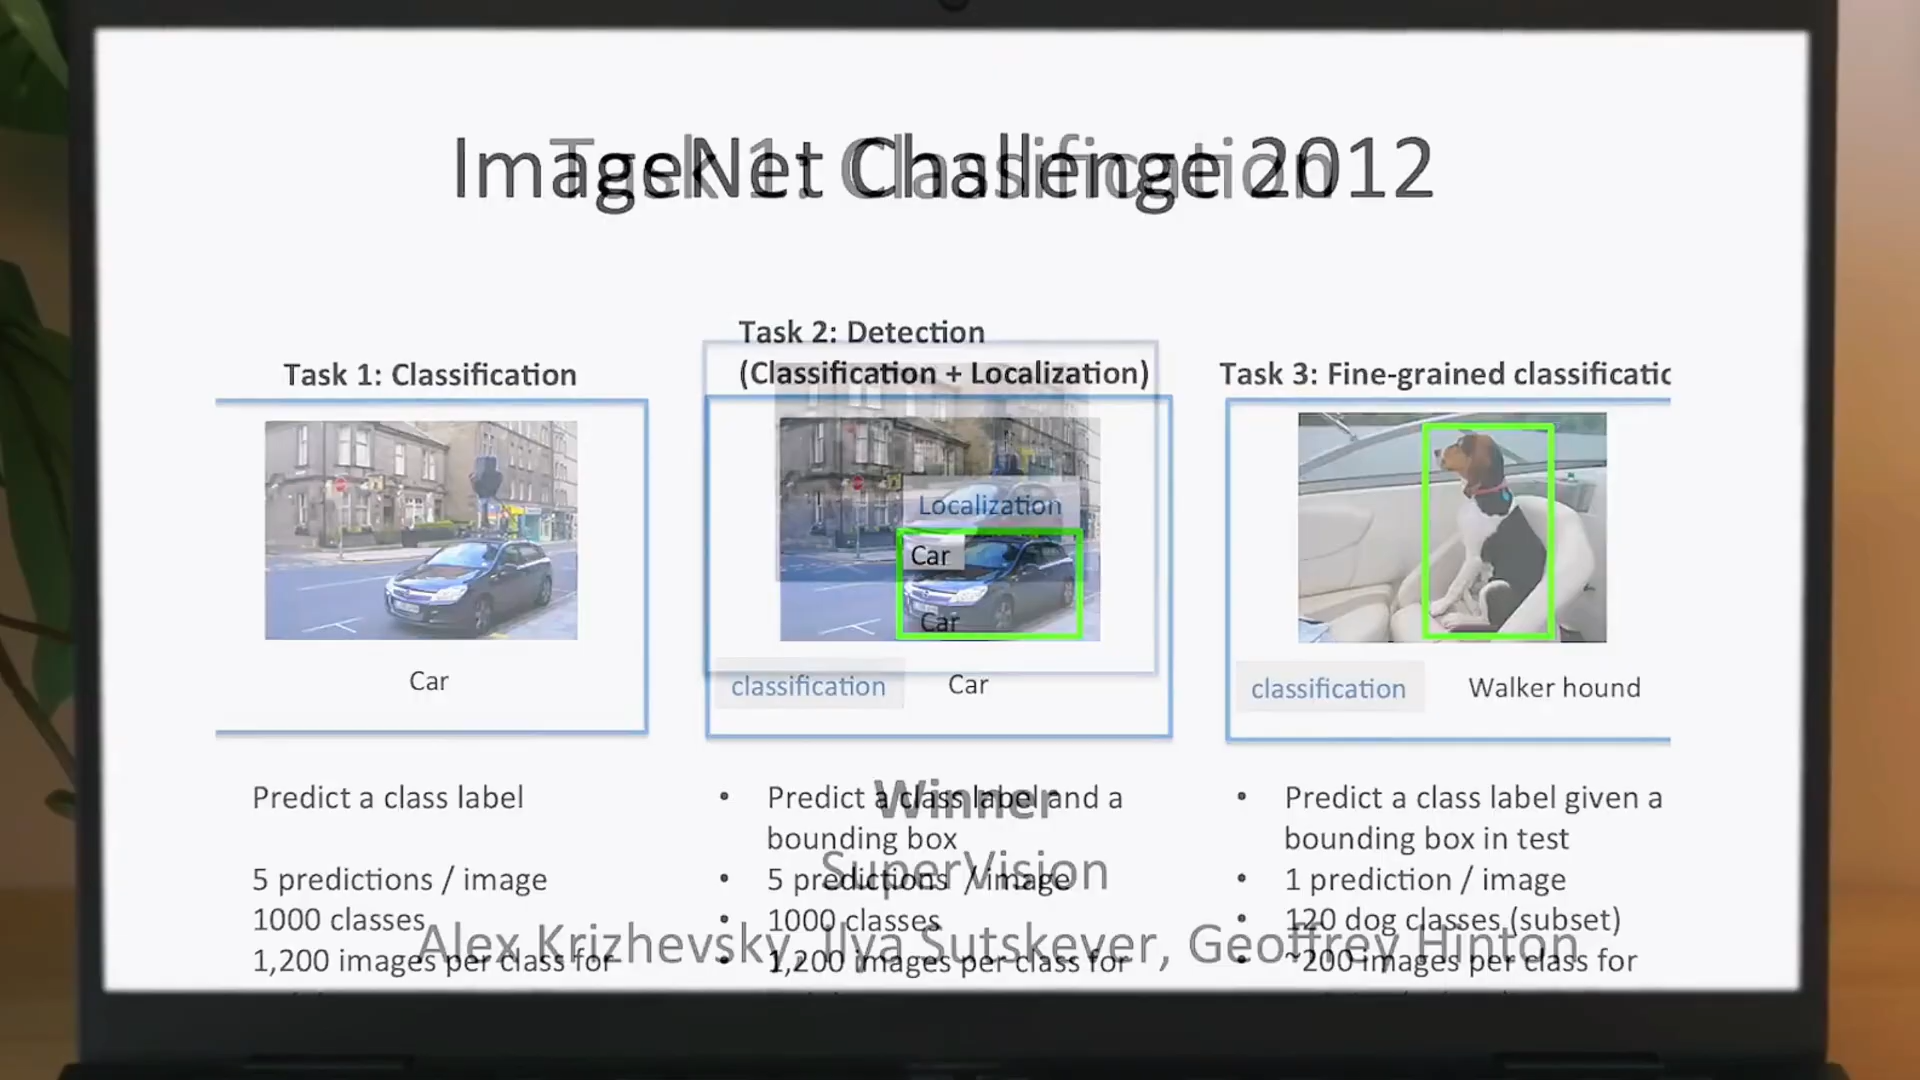 ImageNet Challenge 2012
Task 1: Classification
Task 1: Classification
Car
Predict a class label
5 predictions / image
1000 classes
1,200 images per class for
Task 2: Detection
(Classification + Localization)
Localization
Car
Car
classification
Car
• Predict a class label and a
bounding box
• 5 predictions / image
• 1000 classes
• 1,200 images per class for
Task 3: Fine-grained classificatic
classification
Walker hound
• Predict a class label given a
bounding box in test
• 1 prediction / image
• 120 dog classes (subset)
• ~200 images per class for
Winner
SuperVision
Alex Krizhevsky, Ilya Sutskever, Geoffrey Hinton